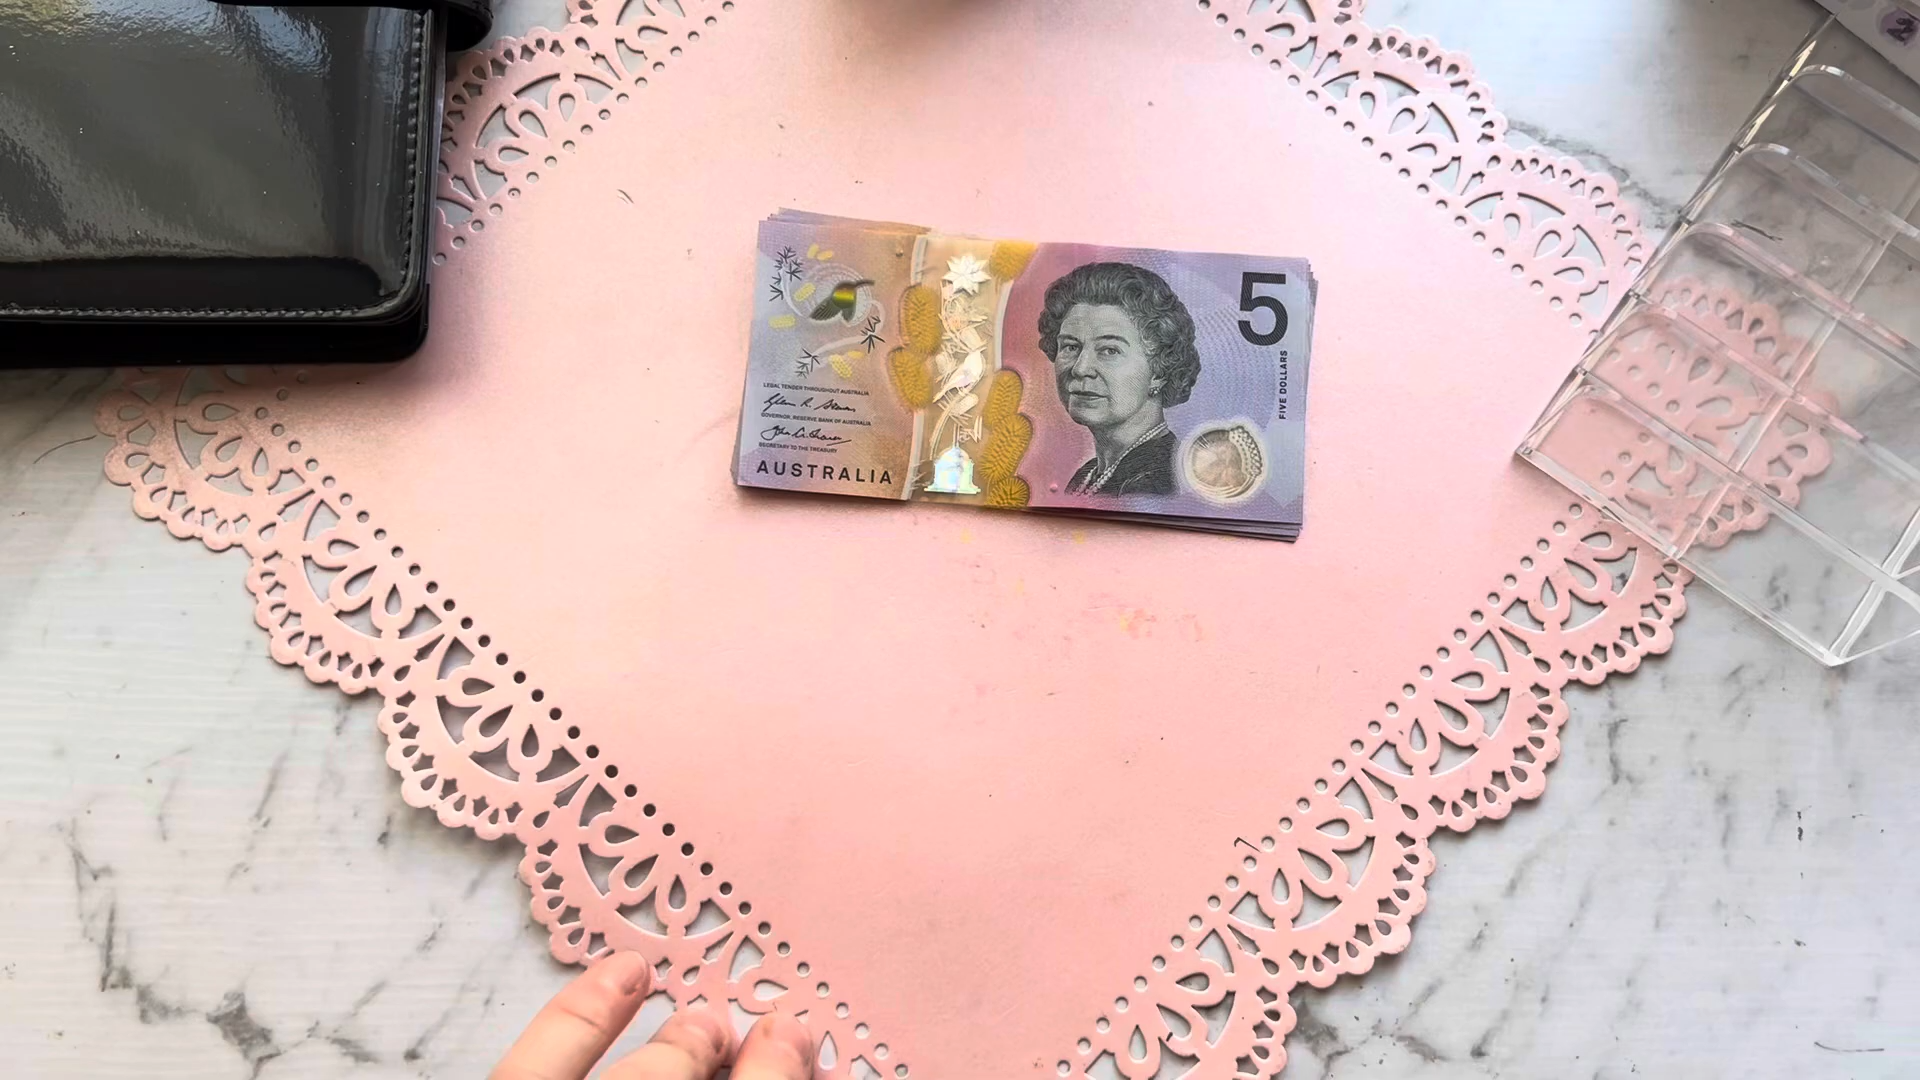 5
FIVE DOLLARS
LEGAL TENDER THROUGHOUT AUSTRALIA
GOVERNOR, RESERVE BANK OF AUSTRALIA
SECRETARY TO THE TREASURY
AUSTRALIA